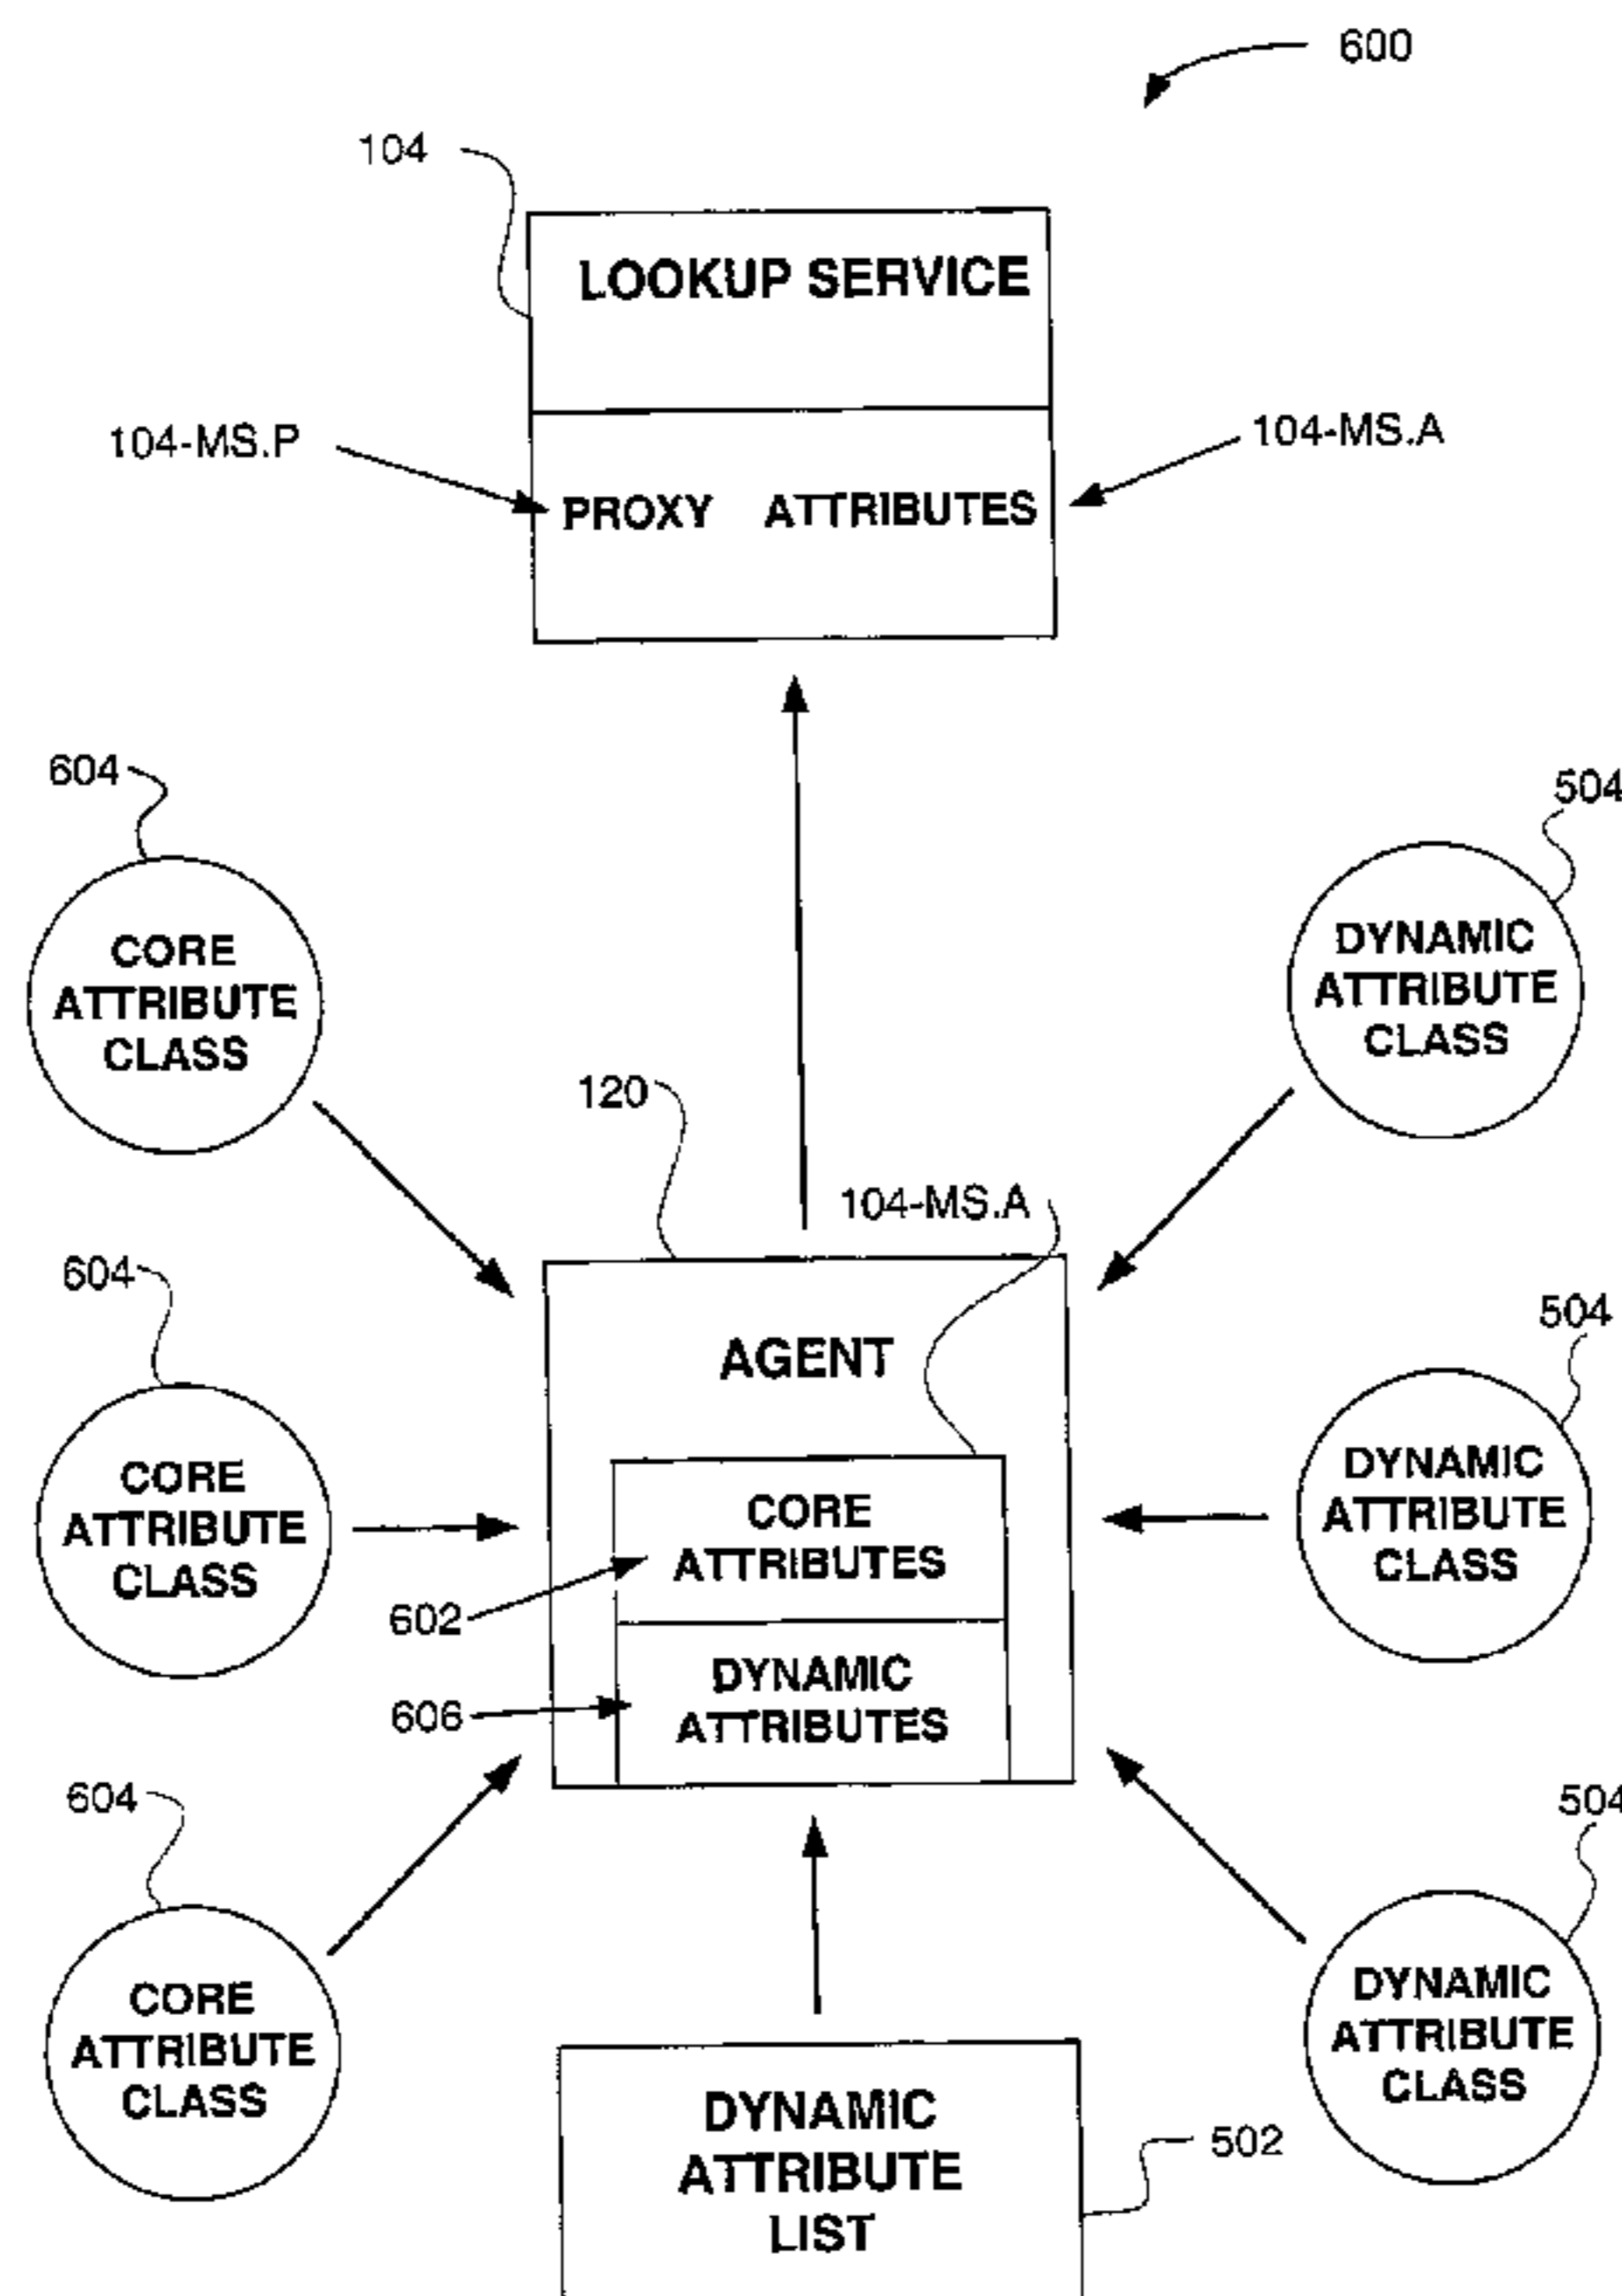 600
104
LOOKUP SERVICE
104-MS.P
104-MS.A
PROXY ATTRIBUTES
604
504
CORE
ATTRIBUTE
CLASS
DYNAMIC
ATTRIBUTE
CLASS
120
104-MS.A
604
504
AGENT
CORE
ATTRIBUTE
CLASS
CORE
ATTRIBUTES
DYNAMIC
ATTRIBUTE
CLASS
602
DYNAMIC
ATTRIBUTES
606
604
504
CORE
ATTRIBUTE
CLASS
DYNAMIC
ATTRIBUTE
CLASS
DYNAMIC
ATTRIBUTE
LIST
502